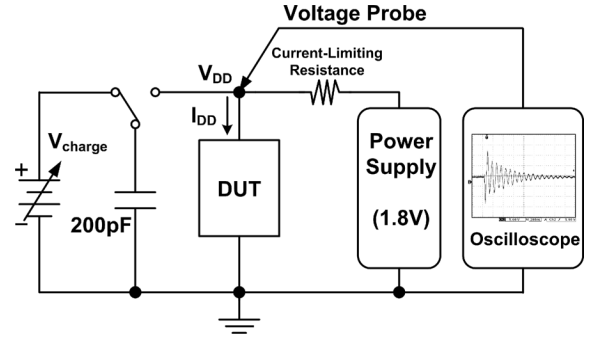 Voltage Probe
Current-Limiting
Resistance
V_DD
I_DD
V_charge
+
−
200pF
DUT
Power
Supply
(1.8V)
Oscilloscope